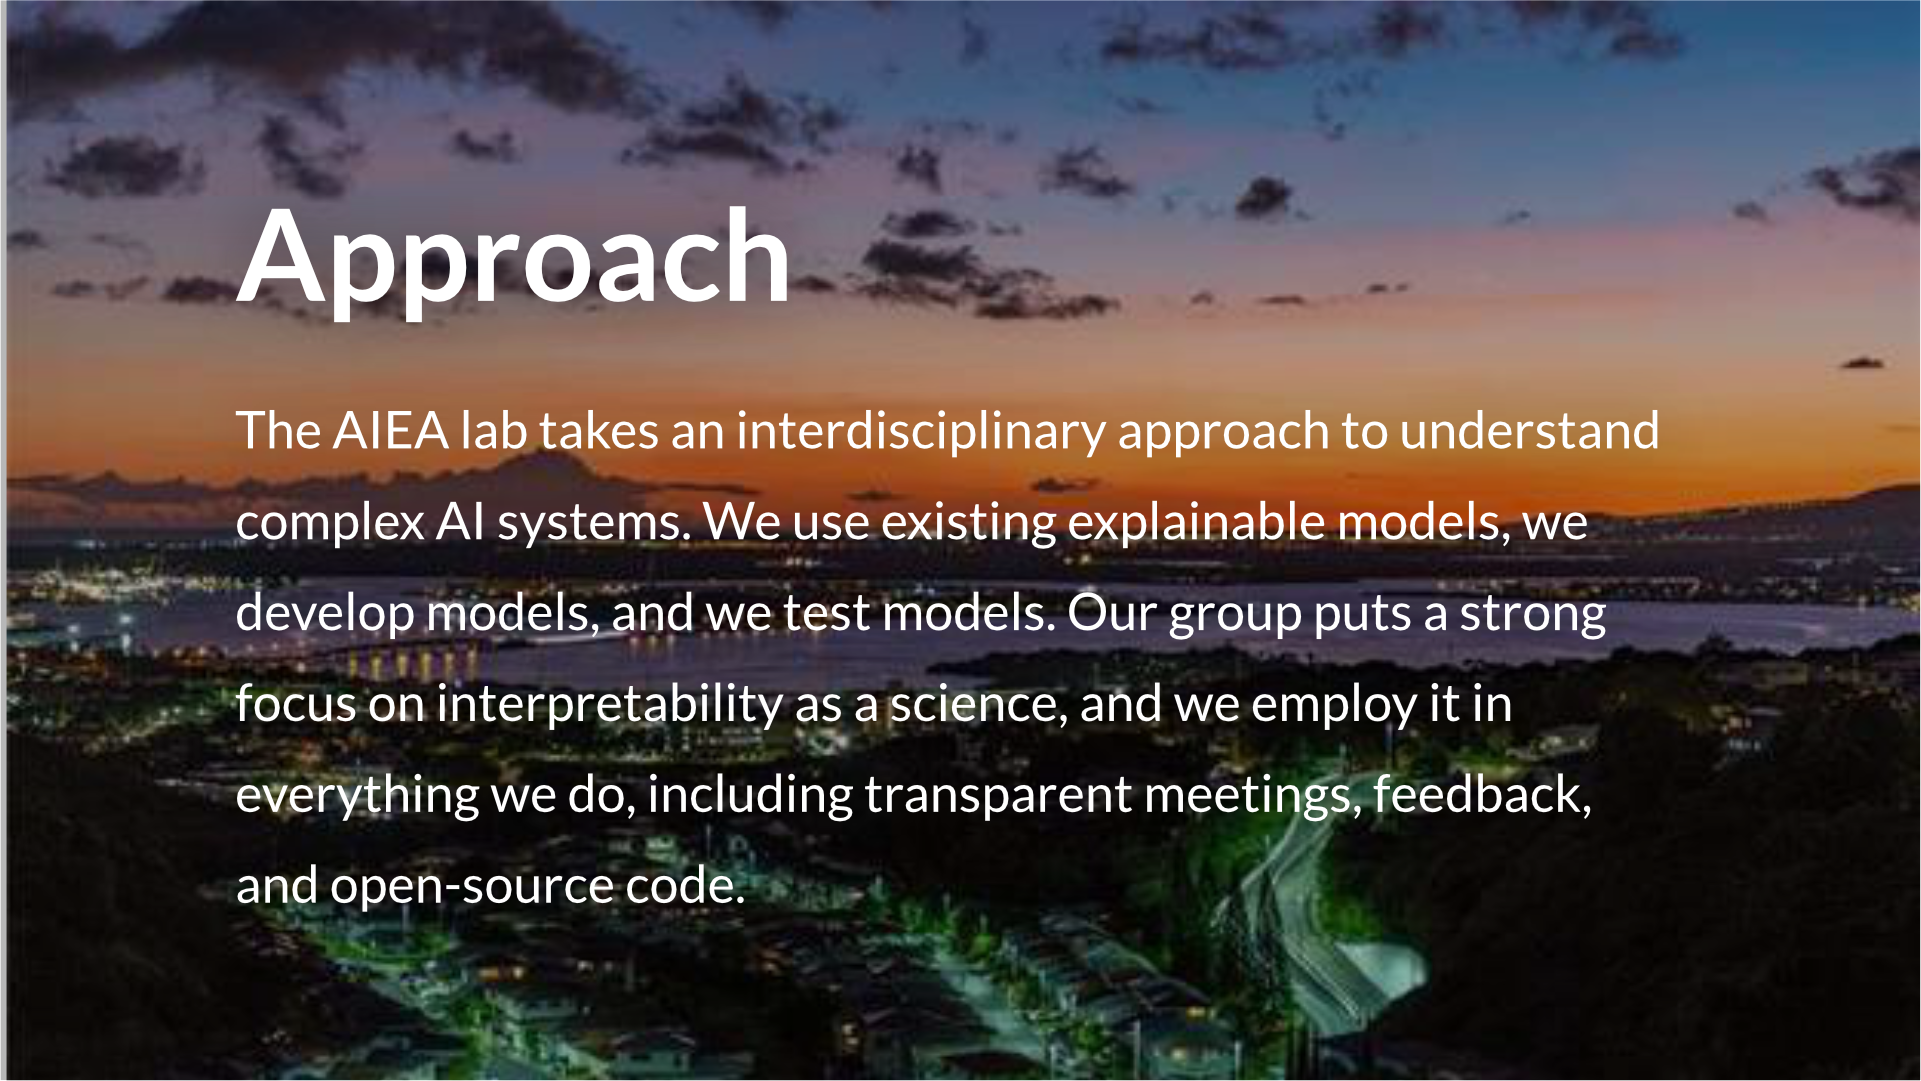 Approach
The AIEA lab takes an interdisciplinary approach to understand
complex AI systems. We use existing explainable models, we
develop models, and we test models. Our group puts a strong
focus on interpretability as a science, and we employ it in
everything we do, including transparent meetings, feedback,
and open-source code.